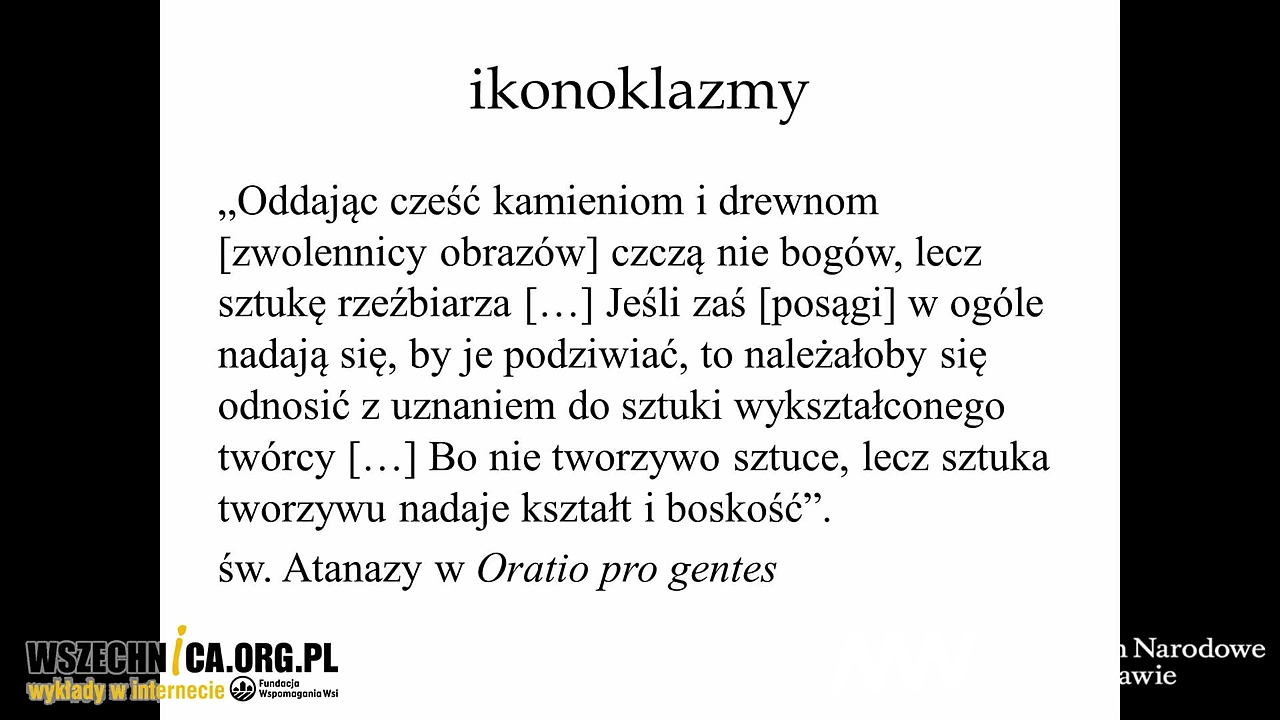 ikonoklazmy
„Oddając cześć kamieniom i drewnom
[zwolennicy obrazów] czczą nie bogów, lecz
sztukę rzeźbiarza […] Jeśli zaś [posągi] w ogóle
nadają się, by je podziwiać, to należałoby się
odnosić z uznaniem do sztuki wykształconego
twórcy […] Bo nie tworzywo sztuce, lecz sztuka
tworzywu nadaje kształt i boskość”.
św. Atanazy w Oratio pro gentes
WSZECHNICA.ORG.PL
wykłady w internecie
Fundacja
Wspomagania Wsi
Narodowe
awie